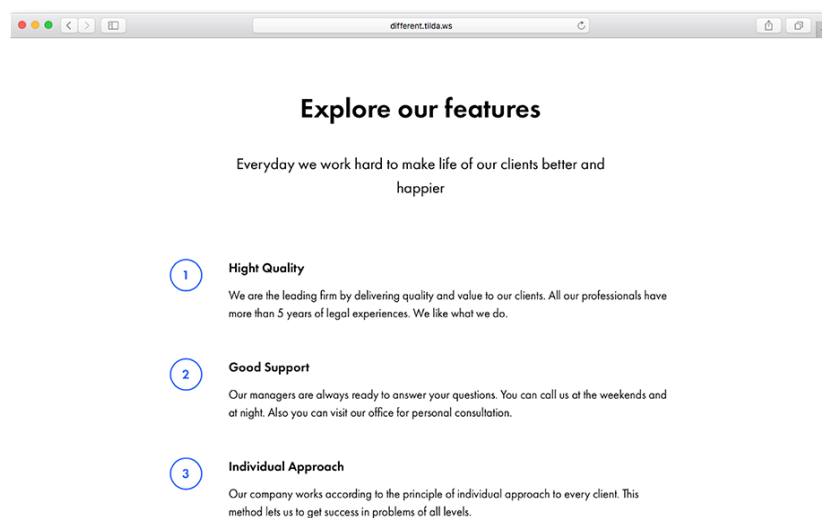 different.tilda.ws
Explore our features
Everyday we work hard to make life of our clients better and
happier
1
Hight Quality
We are the leading firm by delivering quality and value to our clients. All our professionals have
more than 5 years of legal experiences. We like what we do.
2
Good Support
Our managers are always ready to answer your questions. You can call us at the weekends and
at night. Also you can visit our office for personal consultation.
3
Individual Approach
Our company works according to the principle of individual approach to every client. This
method lets us to get success in problems of all levels.